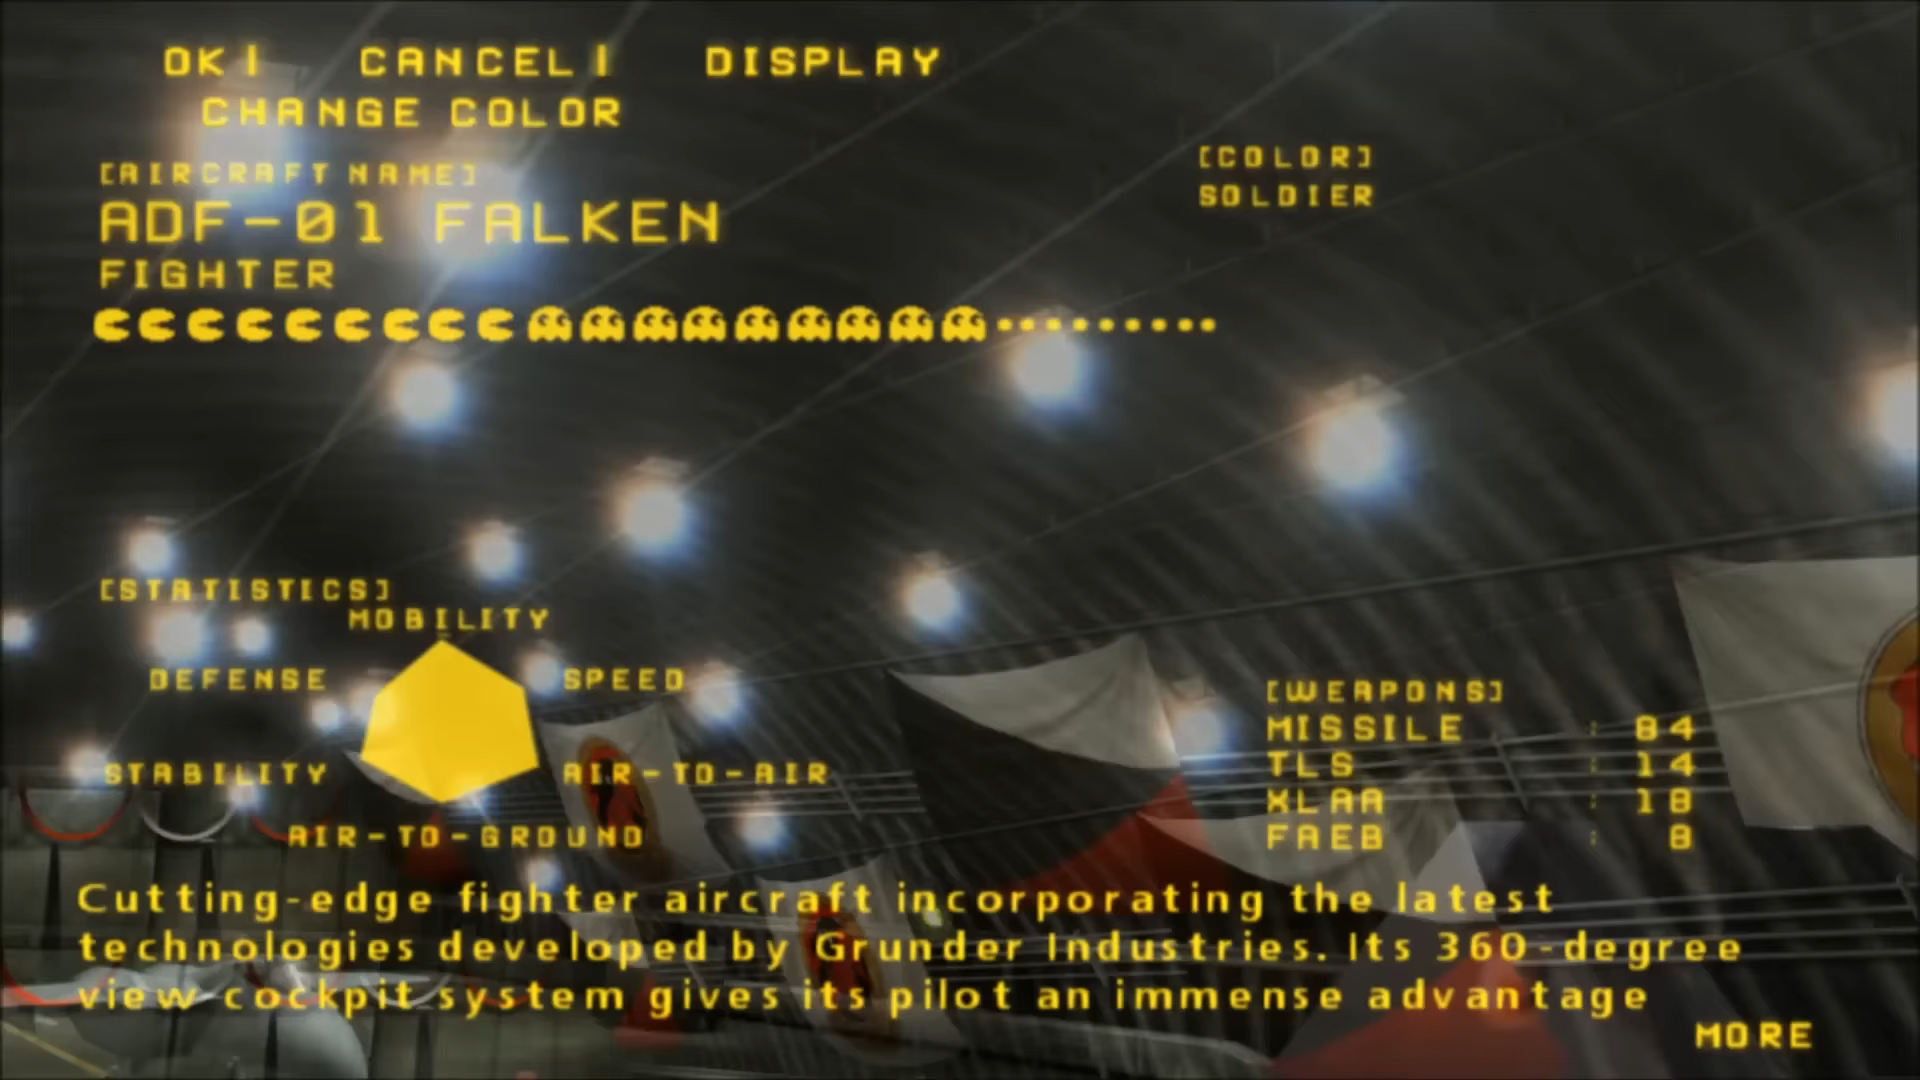 OK| CANCEL| DISPLAY
CHANGE COLOR
[AIRCRAFT NAME]
ADF-01 FALKEN
FIGHTER
[COLOR]
SOLDIER
[STATISTICS]
MOBILITY
DEFENSE SPEED
STABILITY AIR-TO-AIR
AIR-TO-GROUND
[WEAPONS]
MISSILE : 84
TLS : 14
XLAA : 18
FAEB : 8
Cutting-edge fighter aircraft incorporating the latest
technologies developed by Grunder Industries. Its 360-degree
view cockpit system gives its pilot an immense advantage
MORE